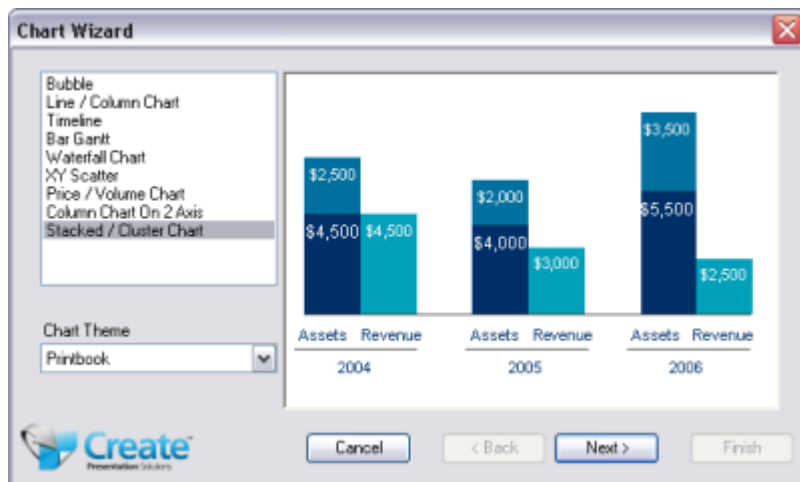 Chart Wizard
Bubble
Line / Column Chart
Timeline
Bar Gantt
Waterfall Chart
XY Scatter
Price / Volume Chart
Column Chart On 2 Axis
Stacked / Cluster Chart
Chart Theme
Printbook
$3,500
$2,500
$2,000
$5,500
$4,500 $4,500
$4,000
$3,000
$2,500
Assets Revenue Assets Revenue Assets Revenue
2004 2005 2006
Create™
Presentation Solutions
Cancel < Back Next > Finish